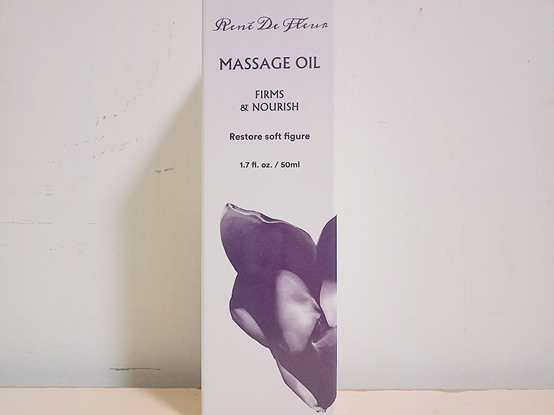 René De Fleur
MASSAGE OIL
FIRMS
& NOURISH
Restore soft figure
1.7 fl. oz. / 50ml